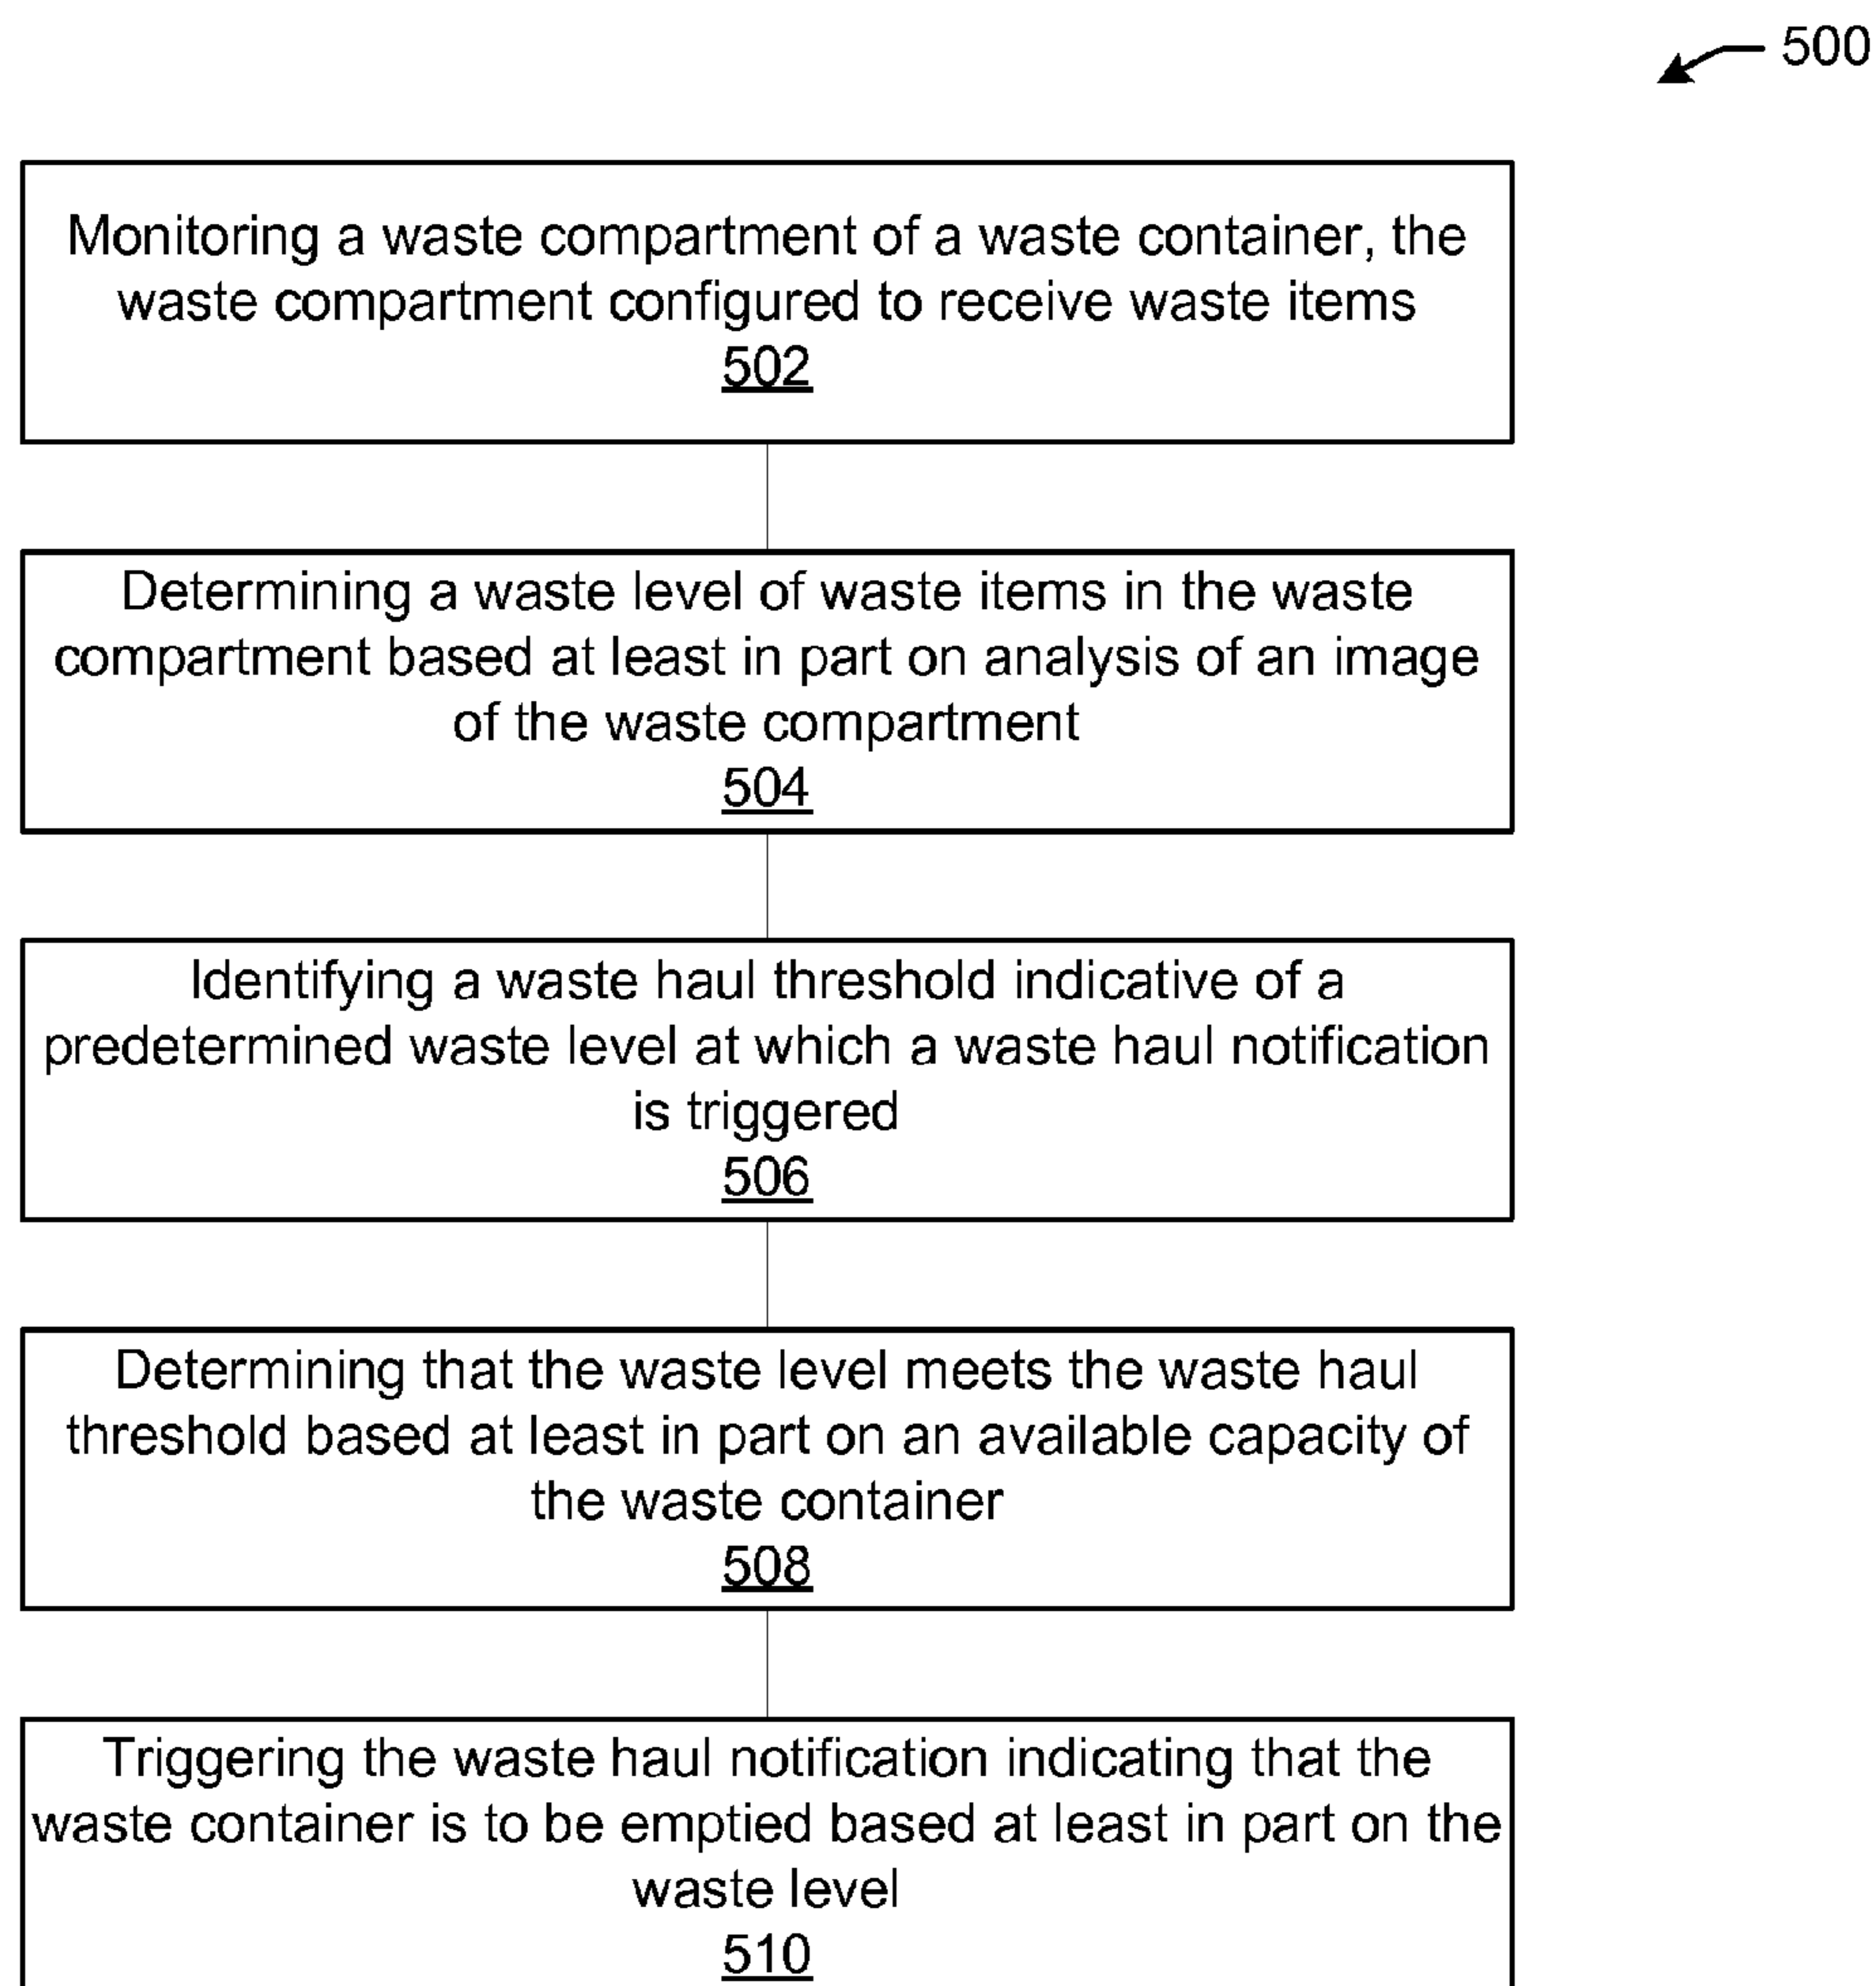 500
Monitoring a waste compartment of a waste container, the
waste compartment configured to receive waste items
502
Determining a waste level of waste items in the waste
compartment based at least in part on analysis of an image
of the waste compartment
504
Identifying a waste haul threshold indicative of a
predetermined waste level at which a waste haul notification
is triggered
506
Determining that the waste level meets the waste haul
threshold based at least in part on an available capacity of
the waste container
508
Triggering the waste haul notification indicating that the
waste container is to be emptied based at least in part on the
waste level
510